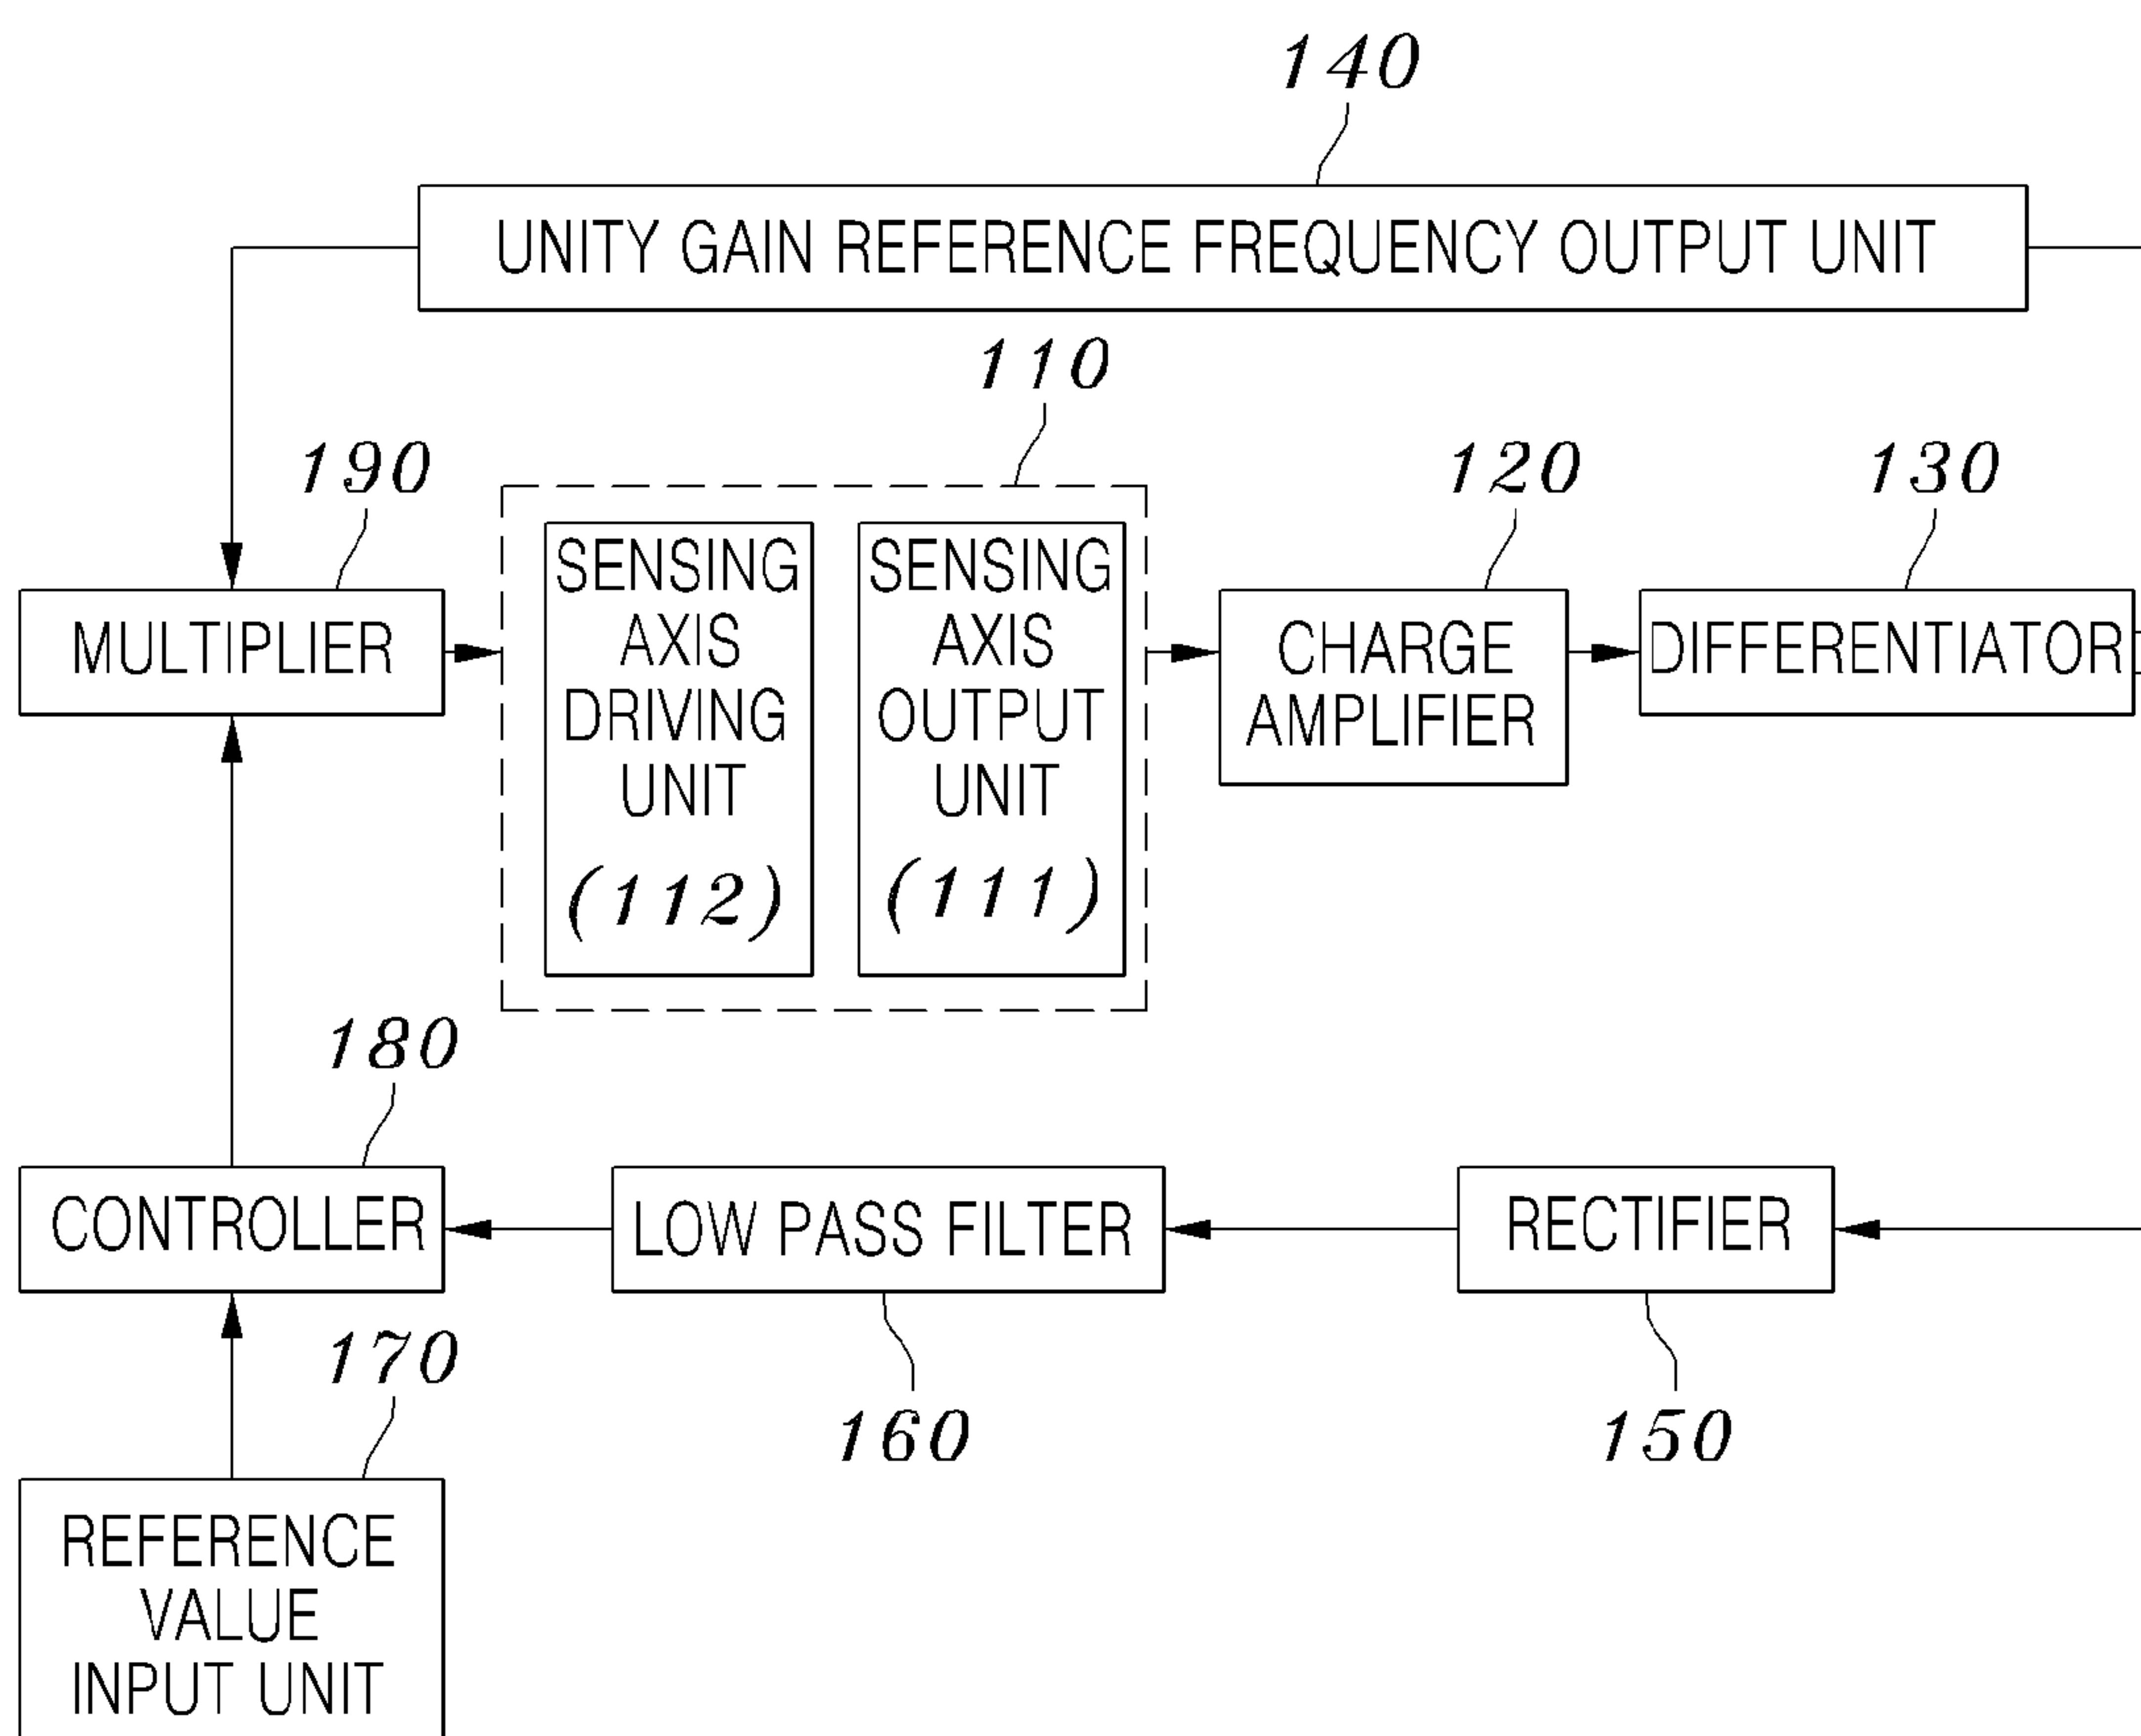 140
UNITY GAIN REFERENCE FREQUENCY OUTPUT UNIT
110
190
120
130
MULTIPLIER
SENSING
AXIS
DRIVING
UNIT
(112)
SENSING
AXIS
OUTPUT
UNIT
(111)
CHARGE
AMPLIFIER
DIFFERENTIATOR
180
CONTROLLER
LOW PASS FILTER
RECTIFIER
170
160
150
REFERENCE
VALUE
INPUT UNIT